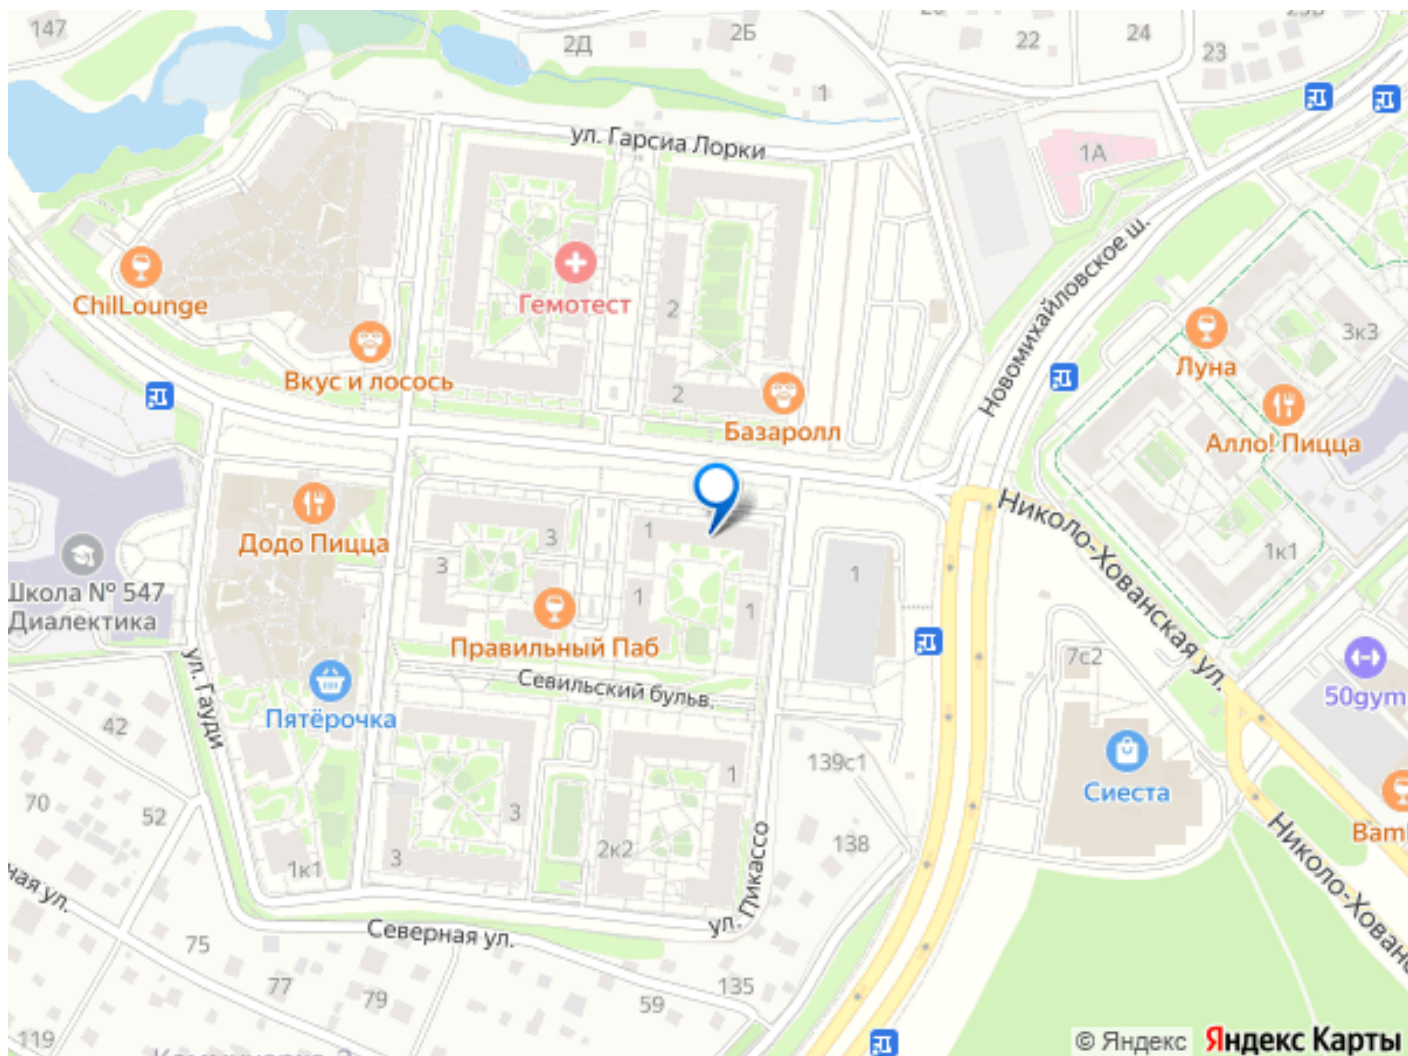 147
2Д
2Б
22
24
23
1
ул. Гарсиа Лорки
1А
Новомихайловское ш.
ChilLounge
Гемотест
2
Вкус и лосось
2
Базаролл
Луна
3к3
Алло! Пицца
Додо Пицца
3
3
1
1
1
1
Николо-Хованская ул.
1к1
Школа № 547
Диалектика
Правильный Паб
7с2
50gym
ул. Гауди
Севильский бульв.
Пятёрочка
42
139с1
Сиеста
70
52
1
3
2к2
138
3
1к1
ул. Пикассо
Северная ул.
75
77
79
59
135
119
© Яндекс Яндекс Карты